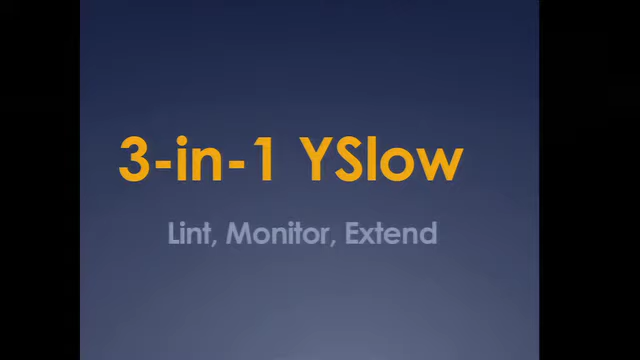 3-in-1 YSlow
Lint, Monitor, Extend